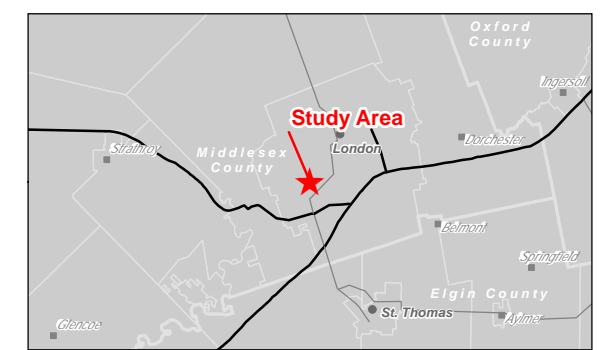 Oxford
County
Ingersoll
Study Area
Dorchester
London
Strathroy
Middlesex
County
Belmont
Springfield
Elgin County
St. Thomas
Aylmer
Glencoe